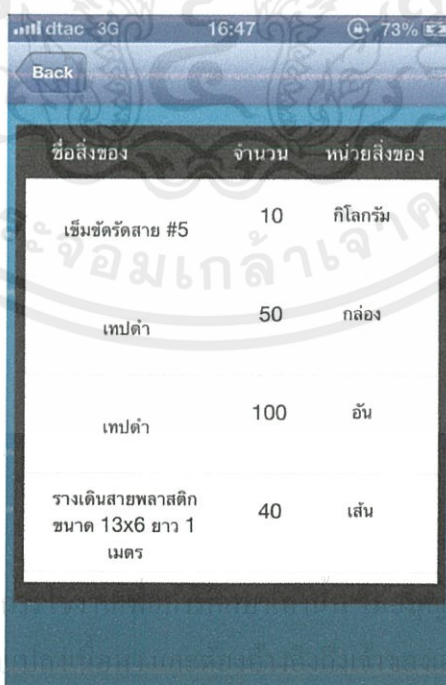 dtac 3G 16:47 73%
Back
ชื่อสิ่งของ จำนวน หน่วยสิ่งของ
เข็มขัดรัดสาย #5 10 กิโลกรัม
เทปดำ 50 กล่อง
เทปดำ 100 อัน
รางเดินสายพลาสติก
ขนาด 13x6 ยาว 1
เมตร 40 เส้น